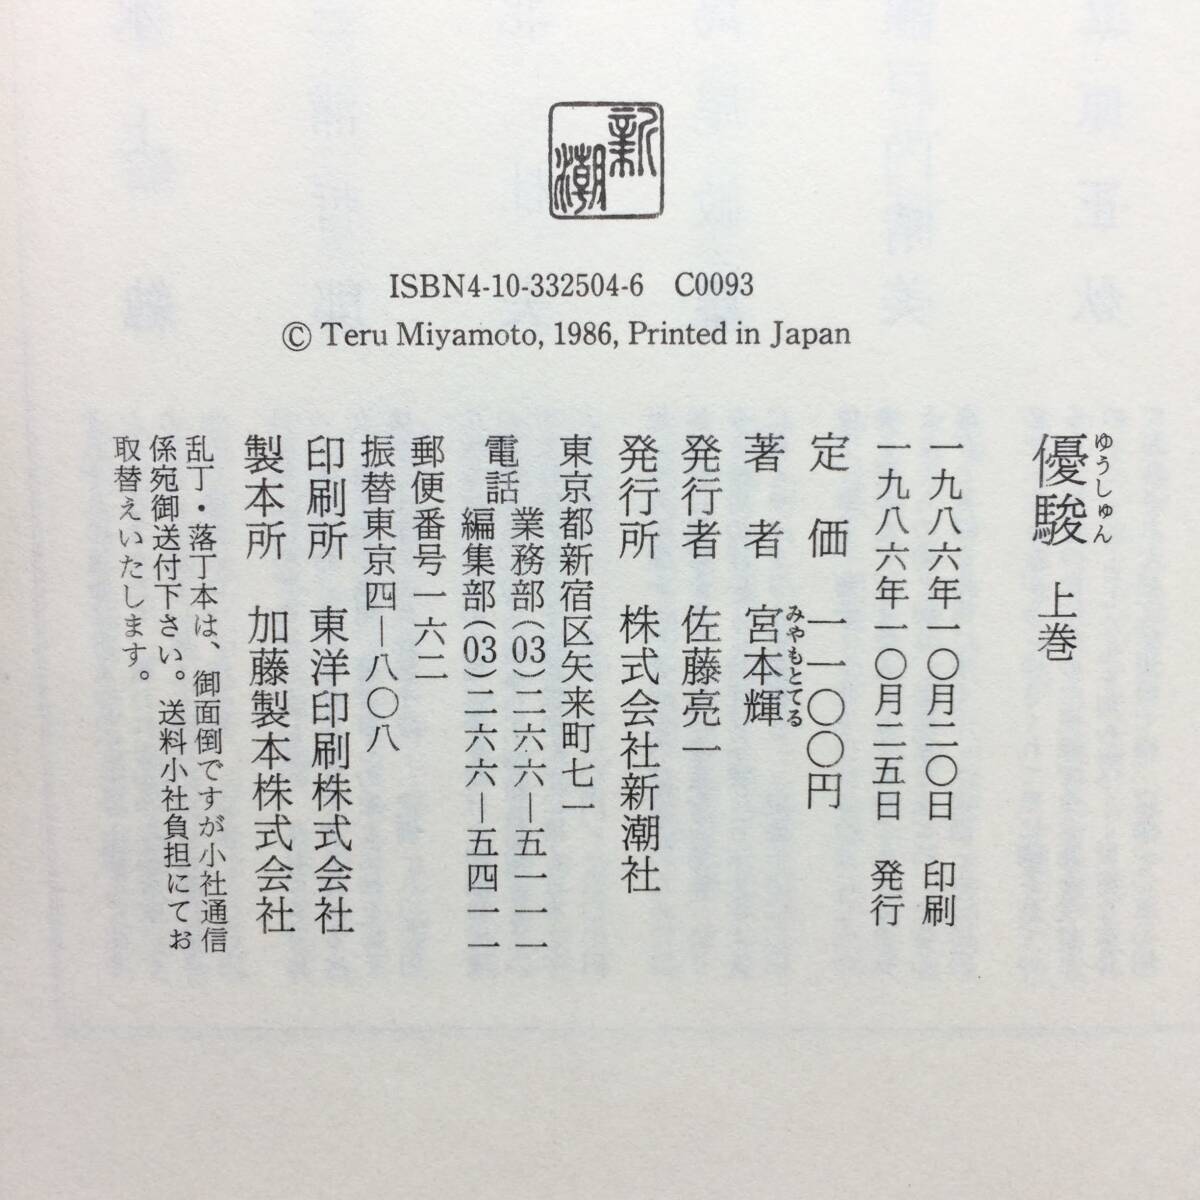 新潮
ISBN4-10-332504-6 C0093
© Teru Miyamoto, 1986, Printed in Japan
優駿 上巻
ゆうしゅん
一九八六年一〇月二〇日 印刷
一九八六年一〇月二五日 発行
定価 一一〇〇円
著者 宮本輝
みやもとてる
発行者 佐藤亮一
発行所 株式会社新潮社
東京都新宿区矢来町七一
電話 業務部(03)二六六—五一一一
編集部(03)二六六—五四一一
郵便番号一六二
振替東京四—八〇八
印刷所 東洋印刷株式会社
製本所 加藤製本株式会社
乱丁・落丁本は、御面倒ですが小社通信
係宛御送付下さい。送料小社負担にてお
取替えいたします。